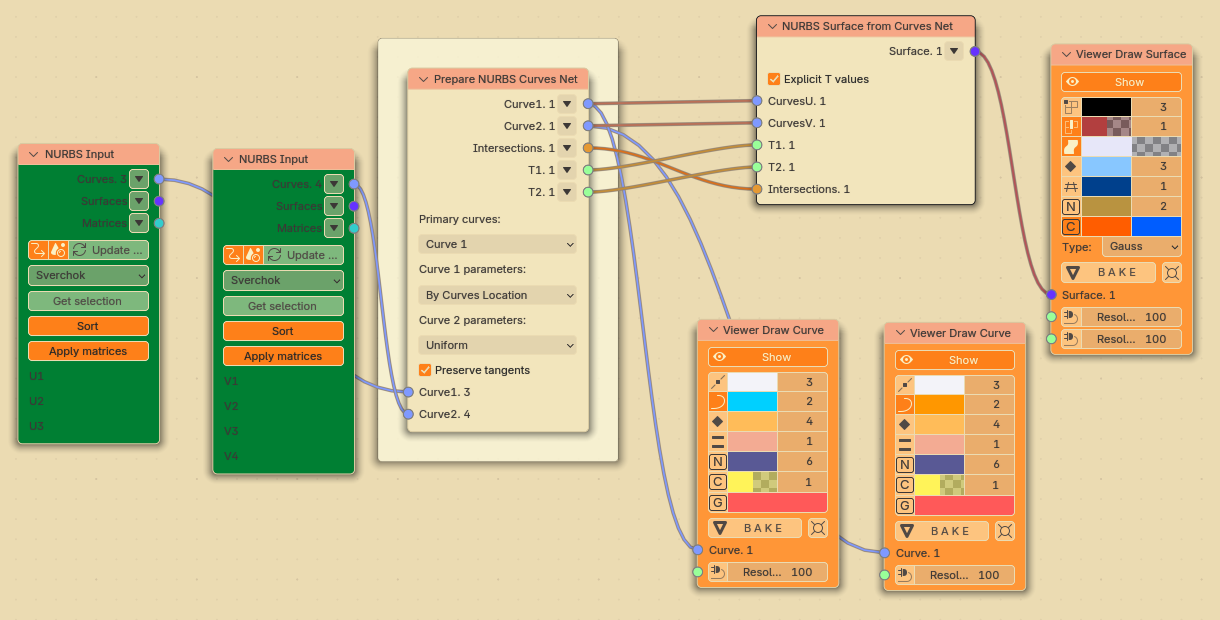 NURBS Input
Curves. 3
Surfaces
Matrices
Update ...
Sverchok
Get selection
Sort
Apply matrices
U1
U2
U3
NURBS Input
Curves. 4
Surfaces
Matrices
Update ...
Sverchok
Get selection
Sort
Apply matrices
V1
V2
V3
V4
Prepare NURBS Curves Net
Curve1. 1
Curve2. 1
Intersections. 1
T1. 1
T2. 1
Primary curves:
Curve 1
Curve 1 parameters:
By Curves Location
Curve 2 parameters:
Uniform
Preserve tangents
Curve1. 3
Curve2. 4
NURBS Surface from Curves Net
Surface. 1
Explicit T values
CurvesU. 1
CurvesV. 1
T1. 1
T2. 1
Intersections. 1
Viewer Draw Curve
Show
3
2
4
1
N 6
C 1
G
BAKE
Curve. 1
Resol... 100
Viewer Draw Curve
Show
3
2
4
1
N 6
C 1
G
BAKE
Curve. 1
Resol... 100
Viewer Draw Surface
Show
3
1
3
1
N 2
C
Type: Gauss
BAKE
Surface. 1
Resol... 100
Resol... 100